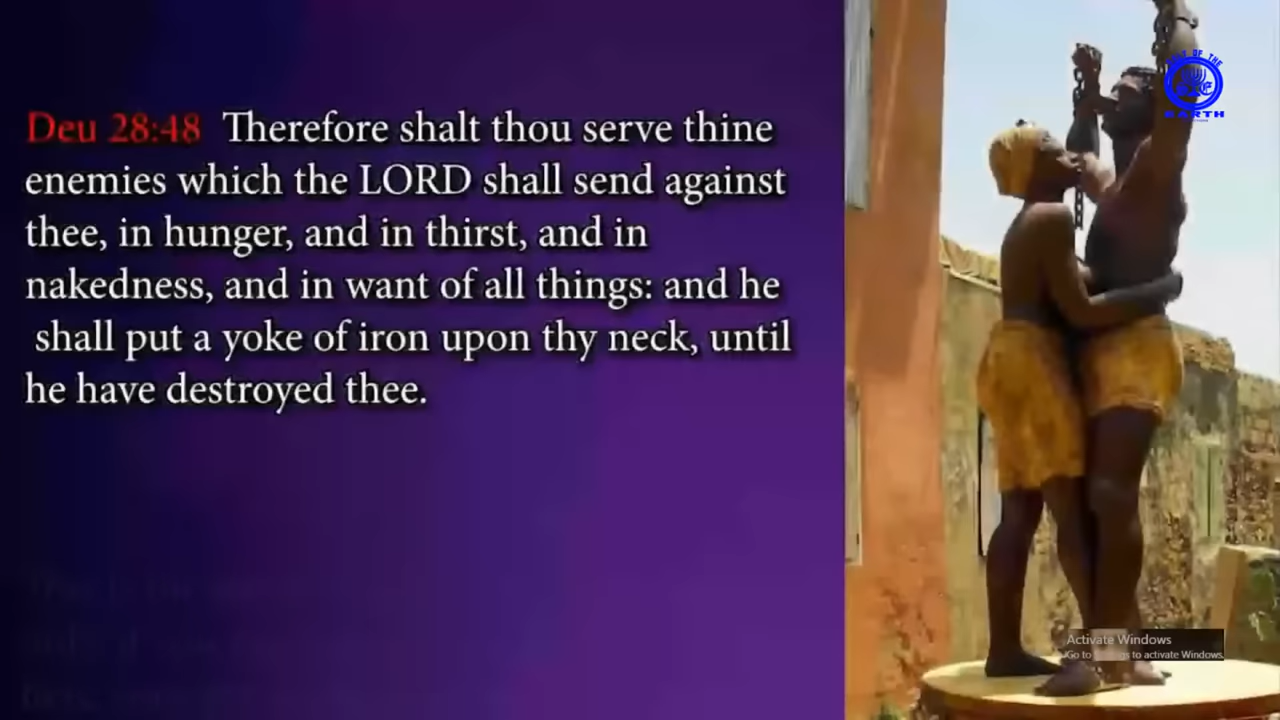 Deu 28:48 Therefore shalt thou serve thine
enemies which the LORD shall send against
thee, in hunger, and in thirst, and in
nakedness, and in want of all things: and he
shall put a yoke of iron upon thy neck, until
he have destroyed thee.
OF THE
EARTH
Activate Windows
Go to to activate Windows.